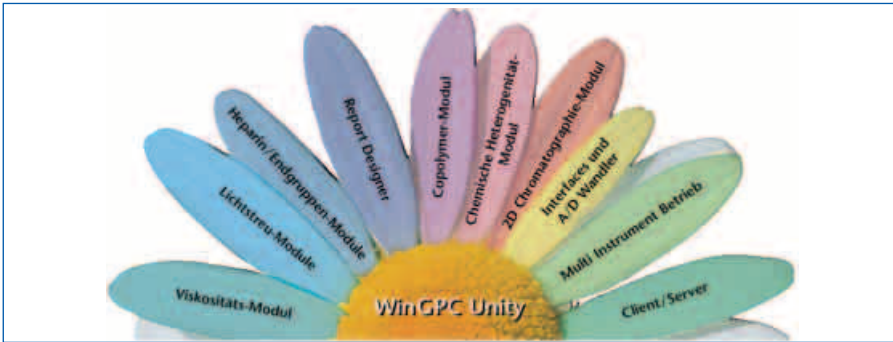 Viskositäts-Modul
Lichtstreu-Module
Heparin/Endgruppen-Module
Report Designer
Copolymer-Modul
Chemische Heterogenität-
Modul
2D Chromatographie-Modul
Interfaces und
A/D Wandler
Multi Instrument Betrieb
Client/Server
WinGPC Unity